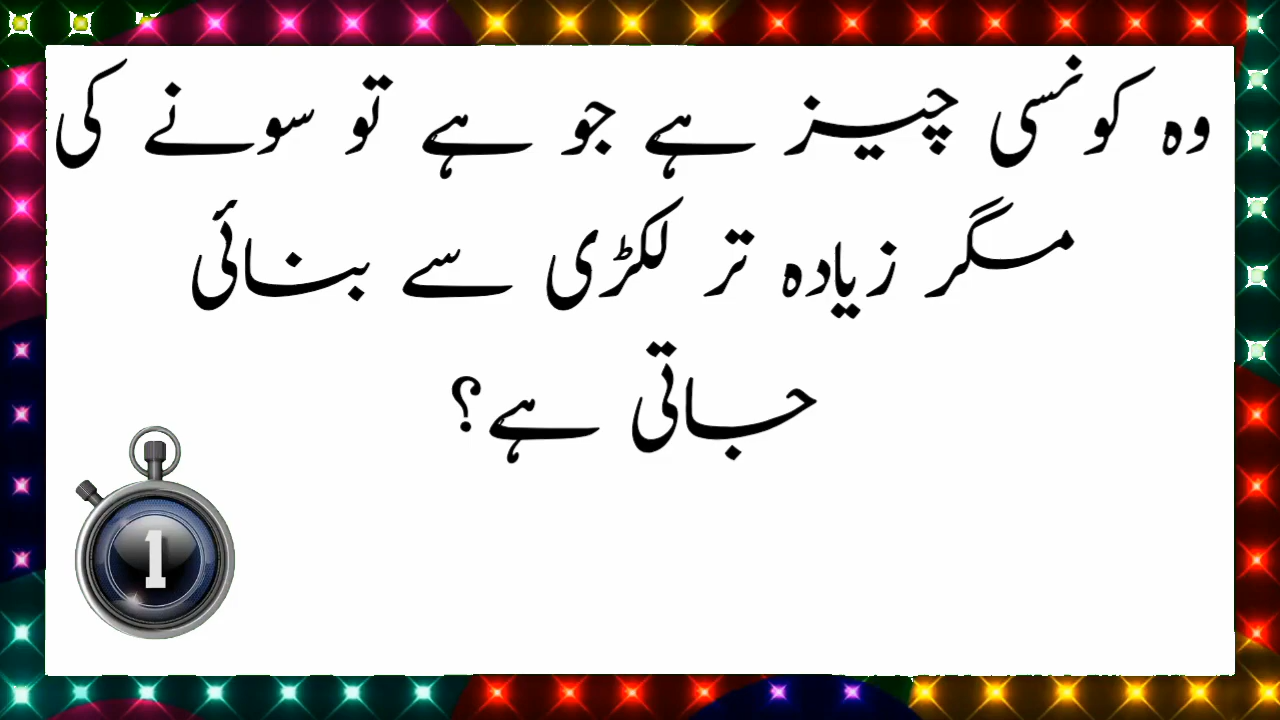 وہ کونسی چیز ہے جو ہے تو سونے کی
مگر زیادہ تر لکڑی سے بنائی
جاتی ہے؟
1